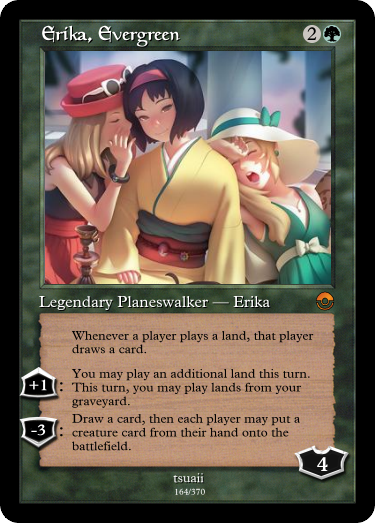 Erika, Evergreen 2
Legendary Planeswalker — Erika
Whenever a player plays a land, that player
draws a card.
+1: You may play an additional land this turn.
This turn, you may play lands from your
graveyard.
-3: Draw a card, then each player may put a
creature card from their hand onto the
battlefield.
4
tsuaii
164/370